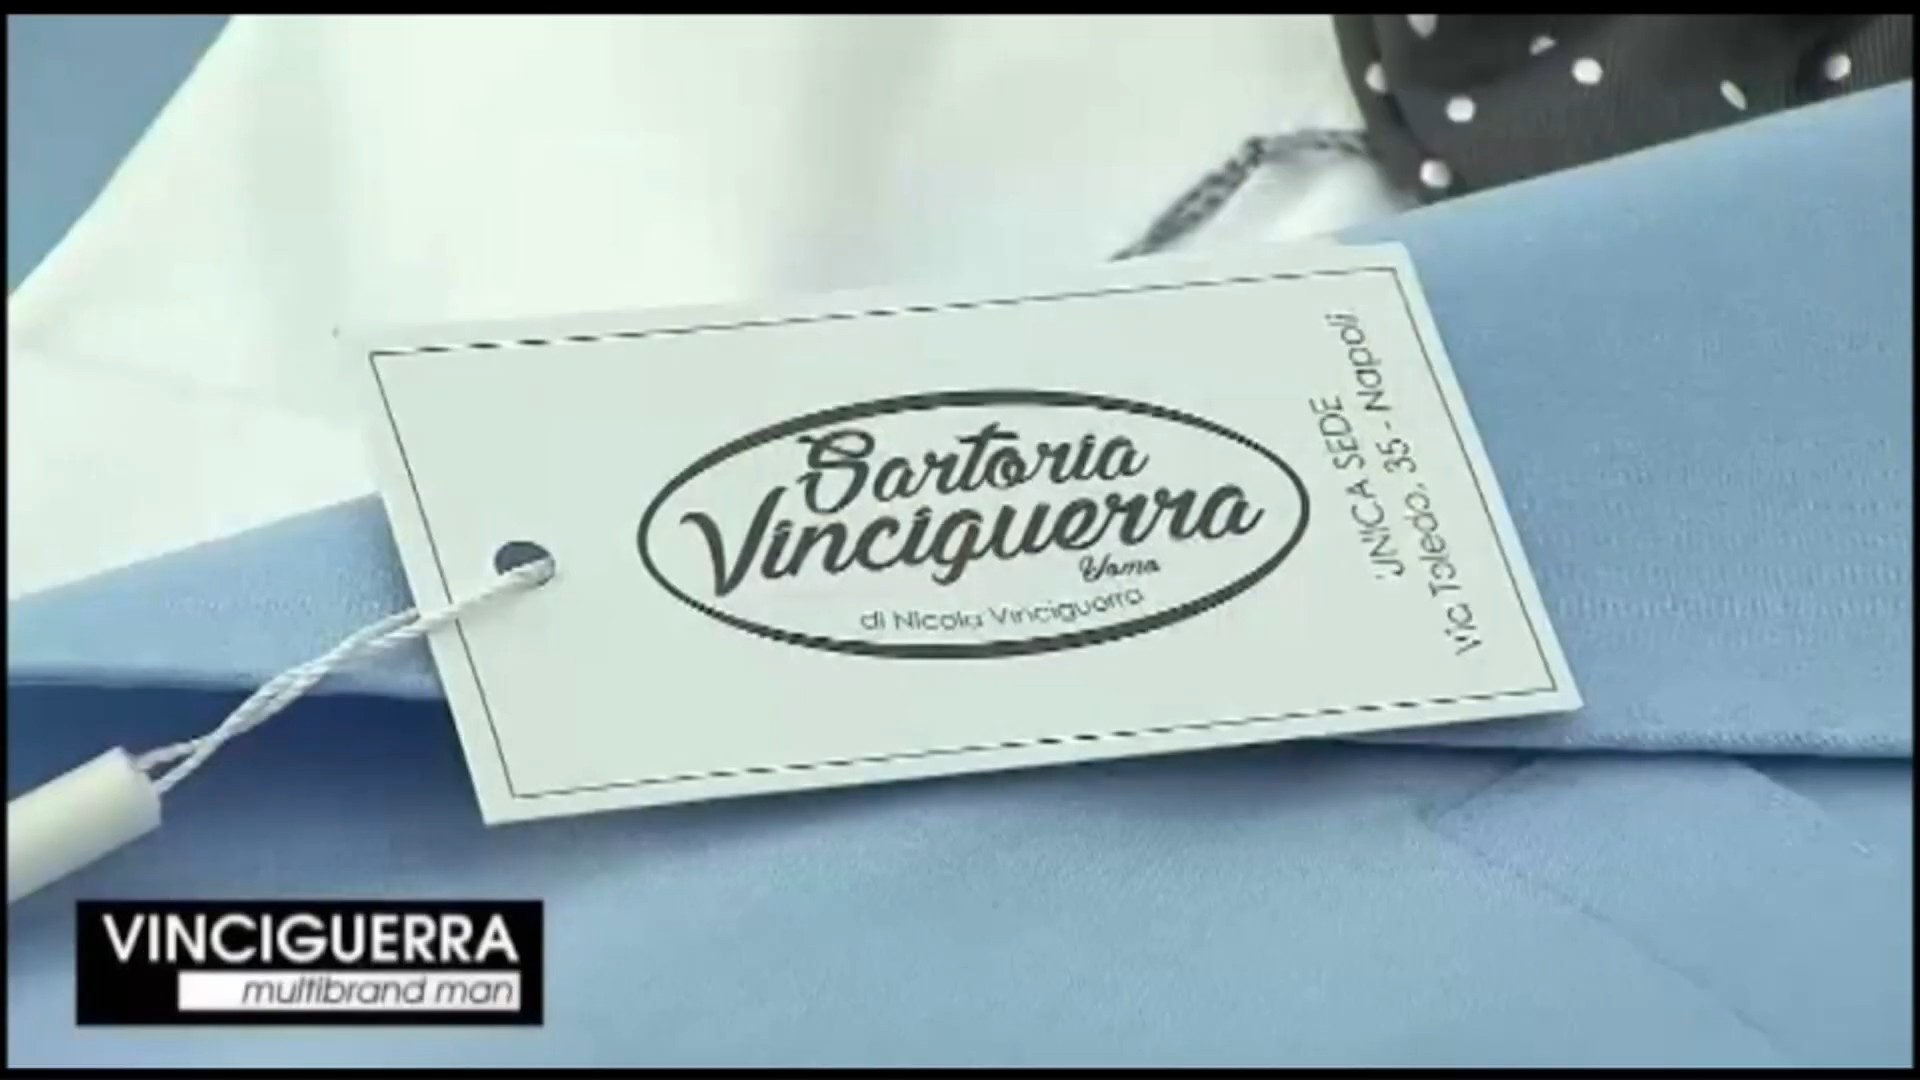 Sartoria
Vinciguerra
Uomo
di Nicola Vinciguerra
UNICA SEDE
Via Toledo, 35 - Napoli
VINCIGUERRA
multibrand man